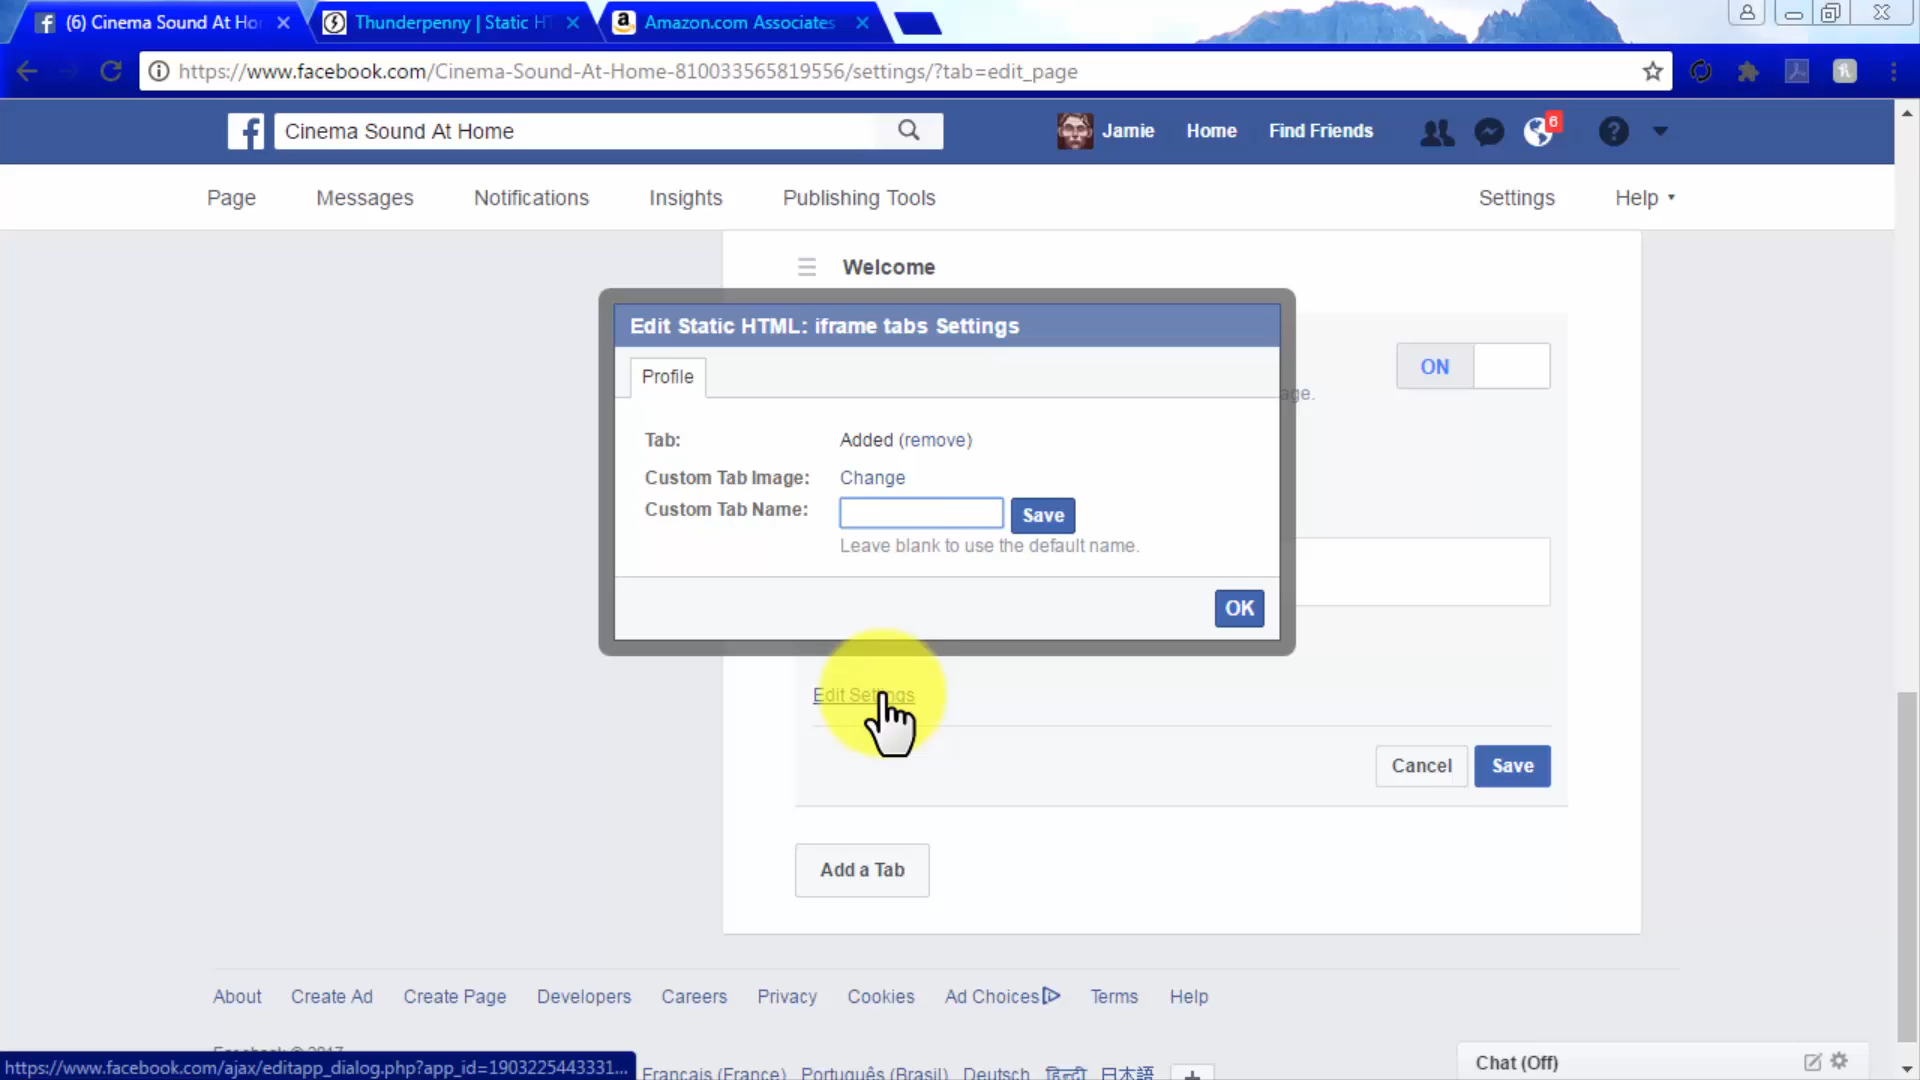 (6) Cinema Sound At Ho
Thunderpenny | Static HT
Amazon.com Associates
https://www.facebook.com/Cinema-Sound-At-Home-810033565819556/settings/?tab=edit_page
Cinema Sound At Home
Jamie
Home
Find Friends
6
Page
Messages
Notifications
Insights
Publishing Tools
Settings
Help
Welcome
Edit Static HTML: iframe tabs Settings
Profile
ON
age.
Tab:
Added (remove)
Custom Tab Image:
Change
Custom Tab Name:
Save
Leave blank to use the default name.
OK
Edit Settings
Cancel
Save
Add a Tab
About
Create Ad
Create Page
Developers
Careers
Privacy
Cookies
Ad Choices
Terms
Help
Facebook © 2017
https://www.facebook.com/ajax/editapp_dialog.php?app_id=1903225443331...
Français (France)
Português (Brasil)
Deutsch
हिन्दी
日本語
Chat (Off)